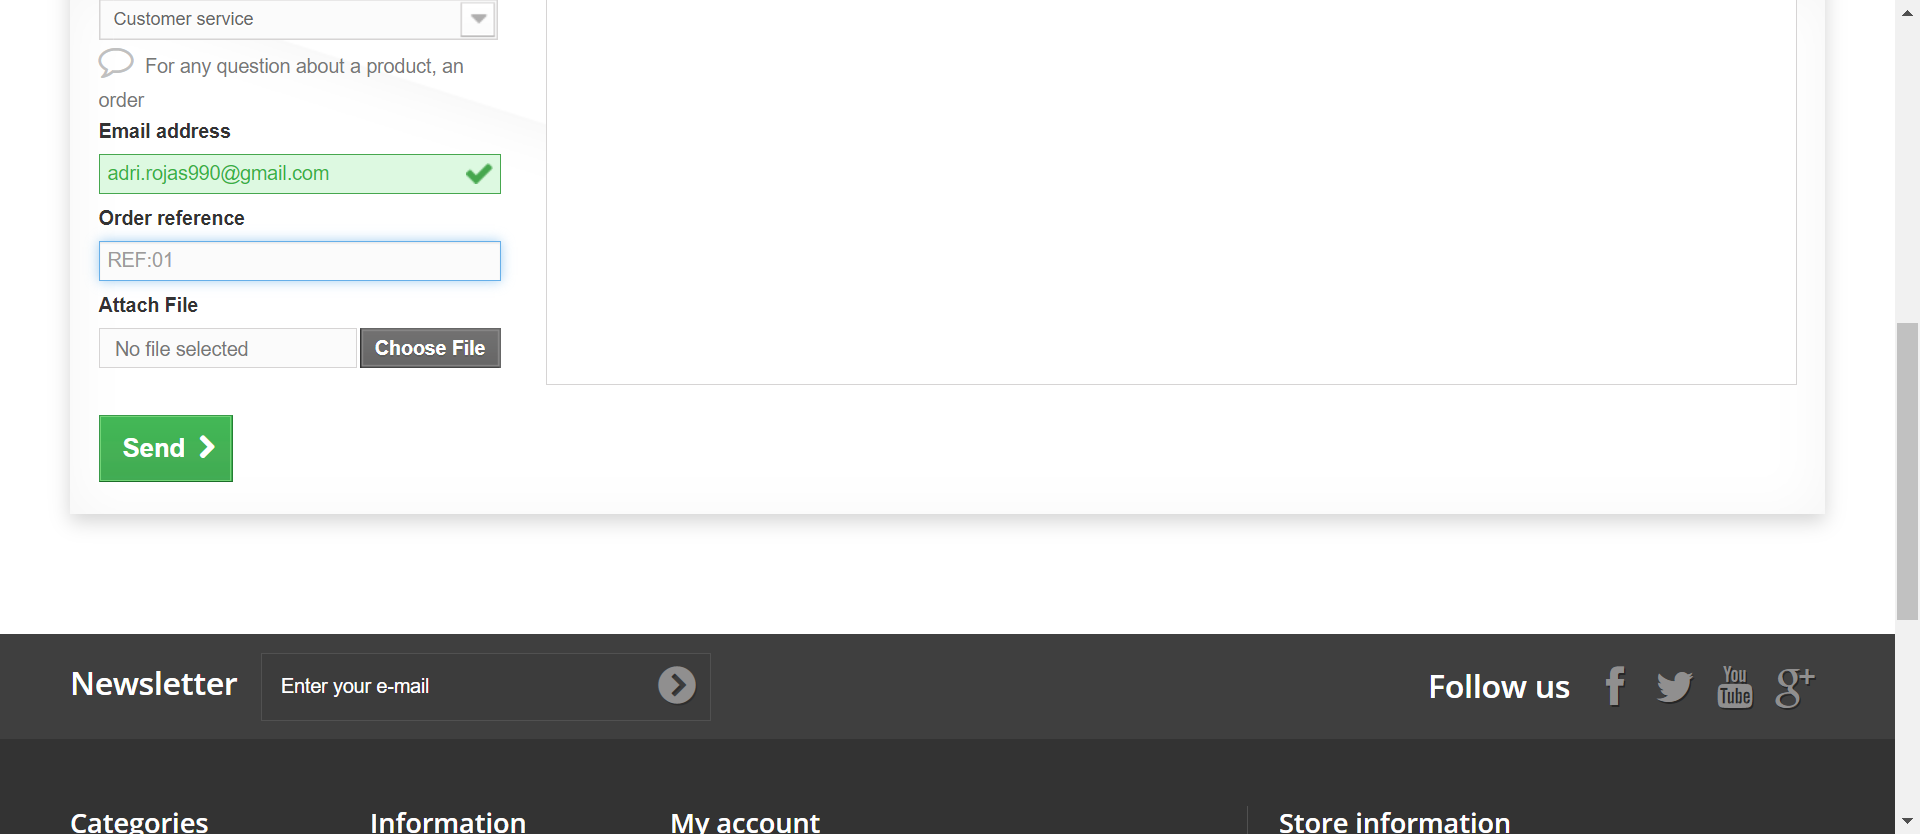 Customer service
For any question about a product, an
order
Email address
adri.rojas990@gmail.com
Order reference
REF:01
Attach File
No file selected
Choose File
Send
Newsletter
Enter your e-mail
Follow us
You
Tube
g+
Categories
Information
My account
Store information